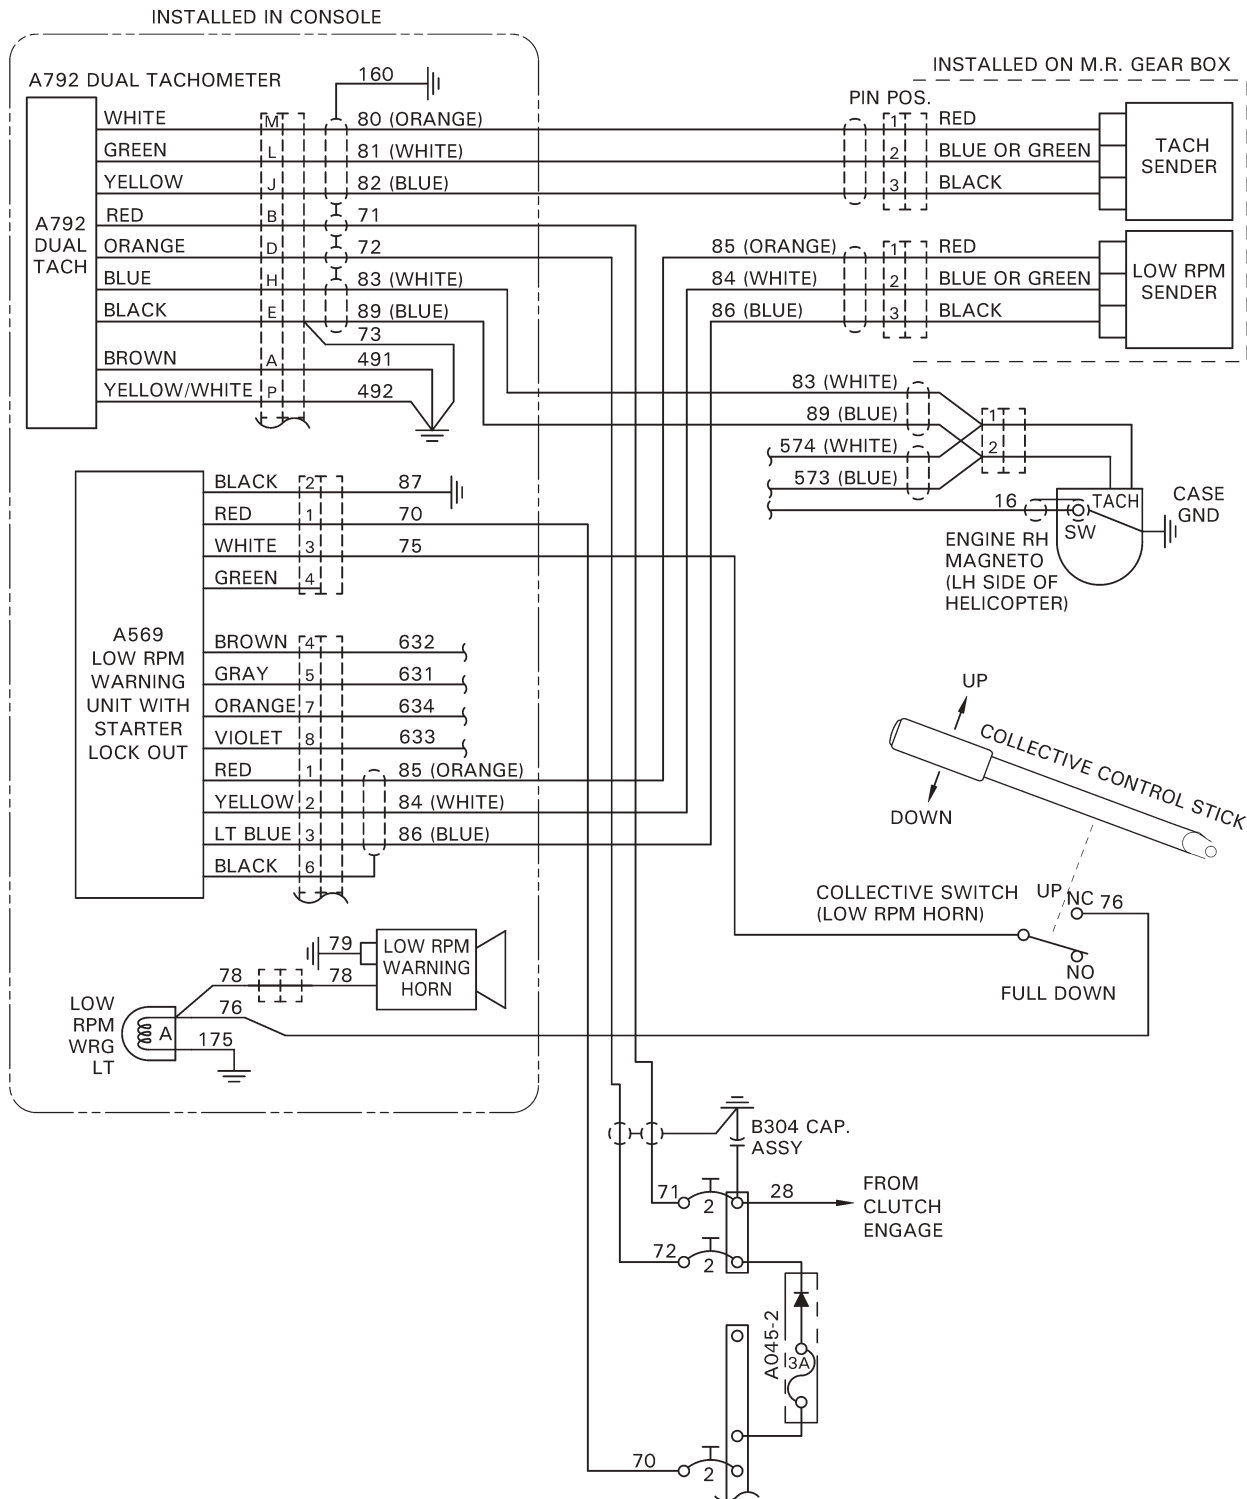 INSTALLED IN CONSOLE
A792 DUAL TACHOMETER
160
INSTALLED ON M.R. GEAR BOX
PIN POS.
WHITE M 80 (ORANGE) 1 RED
GREEN L 81 (WHITE) 2 BLUE OR GREEN
YELLOW J 82 (BLUE) 3 BLACK
TACH
SENDER
RED B 71
ORANGE D 72
BLUE H 83 (WHITE)
BLACK E 89 (BLUE)
73
BROWN A 491
YELLOW/WHITE P 492
A792
DUAL
TACH
85 (ORANGE) 1 RED
84 (WHITE) 2 BLUE OR GREEN
86 (BLUE) 3 BLACK
LOW RPM
SENDER
83 (WHITE)
89 (BLUE) 1
574 (WHITE) 2
573 (BLUE)
16
TACH
SW
CASE
GND
ENGINE RH
MAGNETO
(LH SIDE OF
HELICOPTER)
BLACK 2 87
RED 1 70
WHITE 3 75
GREEN 4
A569
LOW RPM
WARNING
UNIT WITH
STARTER
LOCK OUT
BROWN 4 632
GRAY 5 631
ORANGE 7 634
VIOLET 8 633
RED 1 85 (ORANGE)
YELLOW 2 84 (WHITE)
LT BLUE 3 86 (BLUE)
BLACK 6
UP
COLLECTIVE CONTROL STICK
DOWN
COLLECTIVE SWITCH
(LOW RPM HORN)
UP
NC 76
NO
FULL DOWN
79
LOW RPM
WARNING
HORN
78 78
76
175
LOW
RPM
WRG
LT
A
B304 CAP.
ASSY
71 2 28
FROM
CLUTCH
ENGAGE
72 2
A045-2
3A
70 2